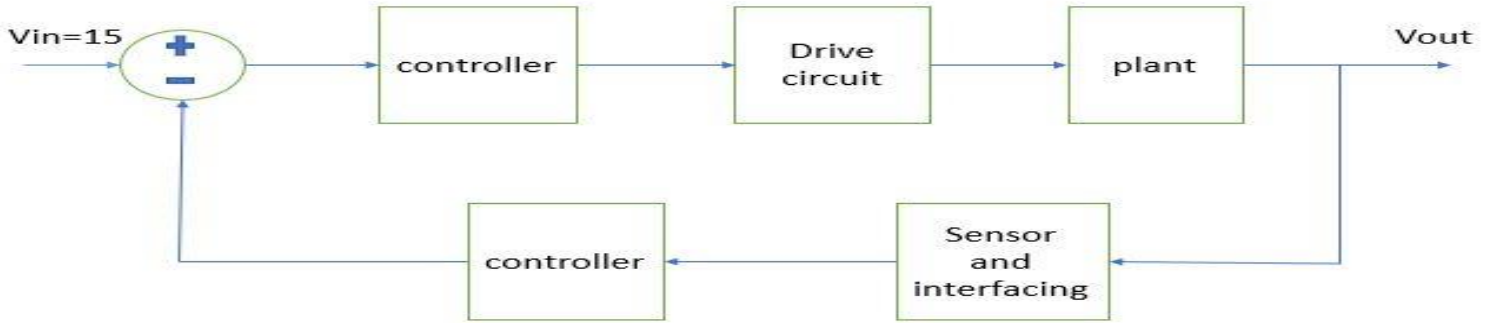 Vin=15
+
−
controller
Drive
circuit
plant
Vout
controller
Sensor
and
interfacing